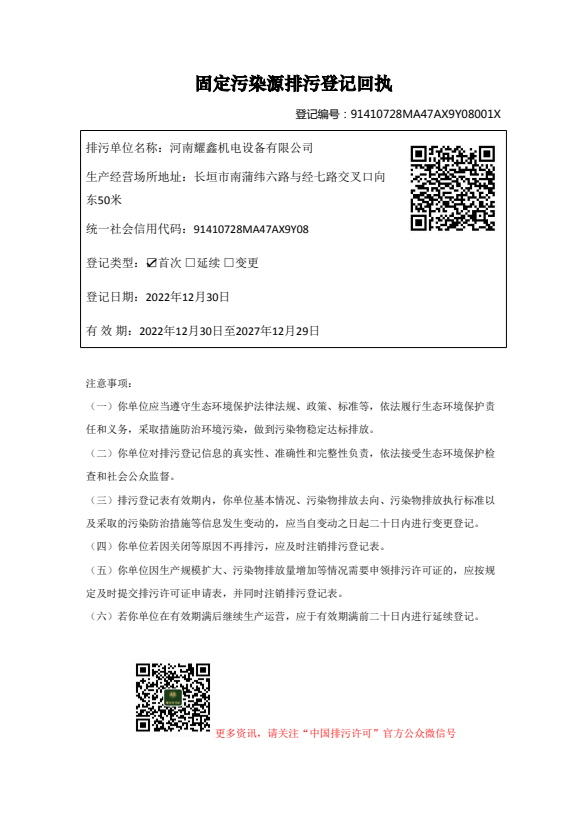 固定污染源排污登记回执
登记编号：91410728MA47AX9Y08001X
排污单位名称：河南耀鑫机电设备有限公司
生产经营场所地址：长垣市南蒲纬六路与经七路交叉口向
东50米
统一社会信用代码：91410728MA47AX9Y08
登记类型：☑首次 □延续 □变更
登记日期：2022年12月30日
有 效 期：2022年12月30日至2027年12月29日
注意事项：
（一）你单位应当遵守生态环境保护法律法规、政策、标准等，依法履行生态环境保护责
任和义务，采取措施防治环境污染，做到污染物稳定达标排放。
（二）你单位对排污登记信息的真实性、准确性和完整性负责，依法接受生态环境保护检
查和社会公众监督。
（三）排污登记表有效期内，你单位基本情况、污染物排放去向、污染物排放执行标准以
及采取的污染防治措施等信息发生变动的，应当自变动之日起二十日内进行变更登记。
（四）你单位若因关闭等原因不再排污，应及时注销排污登记表。
（五）你单位因生产规模扩大、污染物排放量增加等情况需要申领排污许可证的，应按规
定及时提交排污许可证申请表，并同时注销排污登记表。
（六）若你单位在有效期满后继续生产运营，应于有效期满前二十日内进行延续登记。
更多资讯，请关注“中国排污许可”官方公众微信号